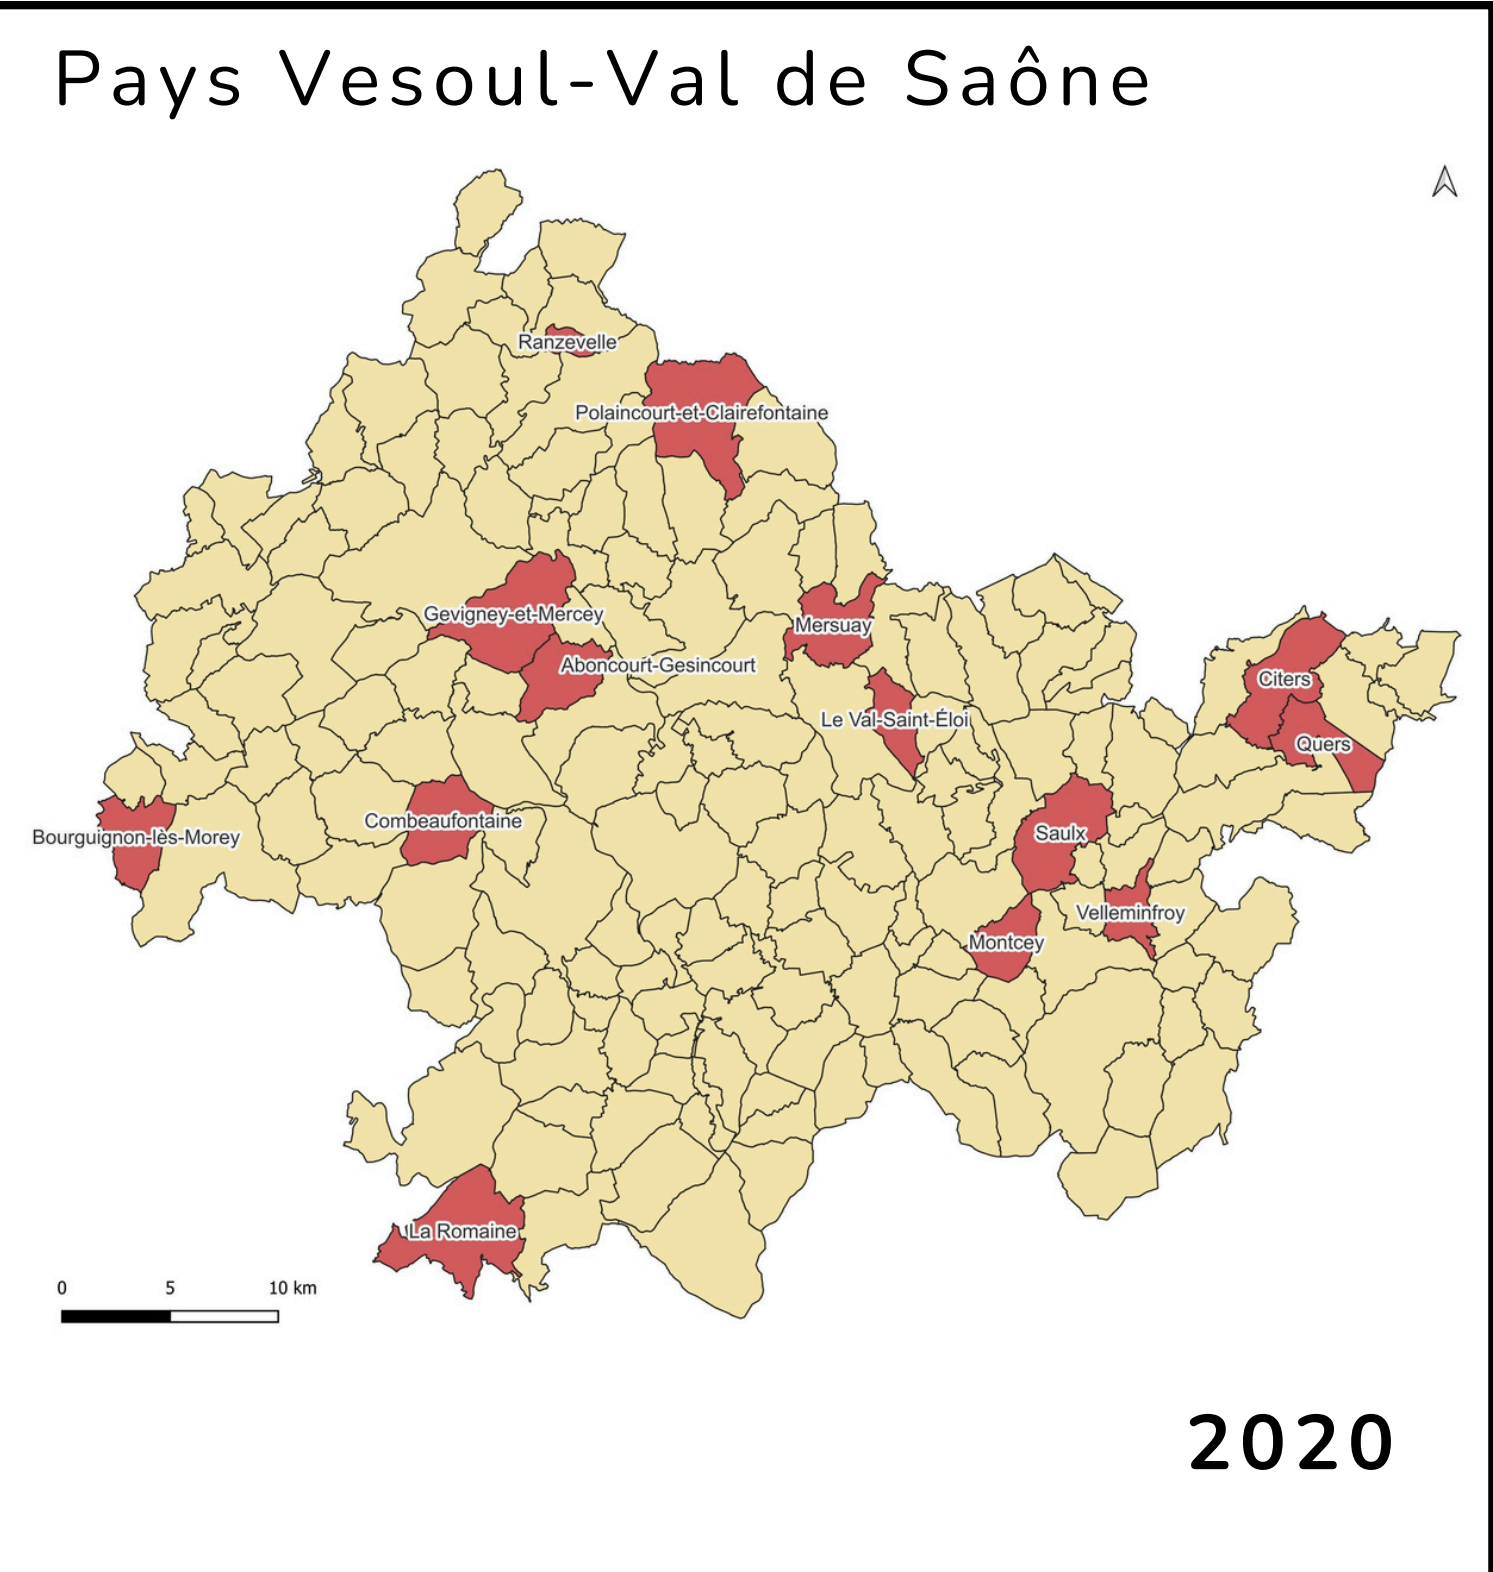 Pays Vesoul-Val de Saône
Ranzevelle
Polaincourt-et-Clairefontaine
Gevigney-et-Mercey
Mersuay
Aboncourt-Gesincourt
Citers
Le Val-Saint-Éloi
Quers
Combeaufontaine
Saulx
Bourguignon-lès-Morey
Velleminfroy
Montcey
La Romaine
0 5 10 km
2020